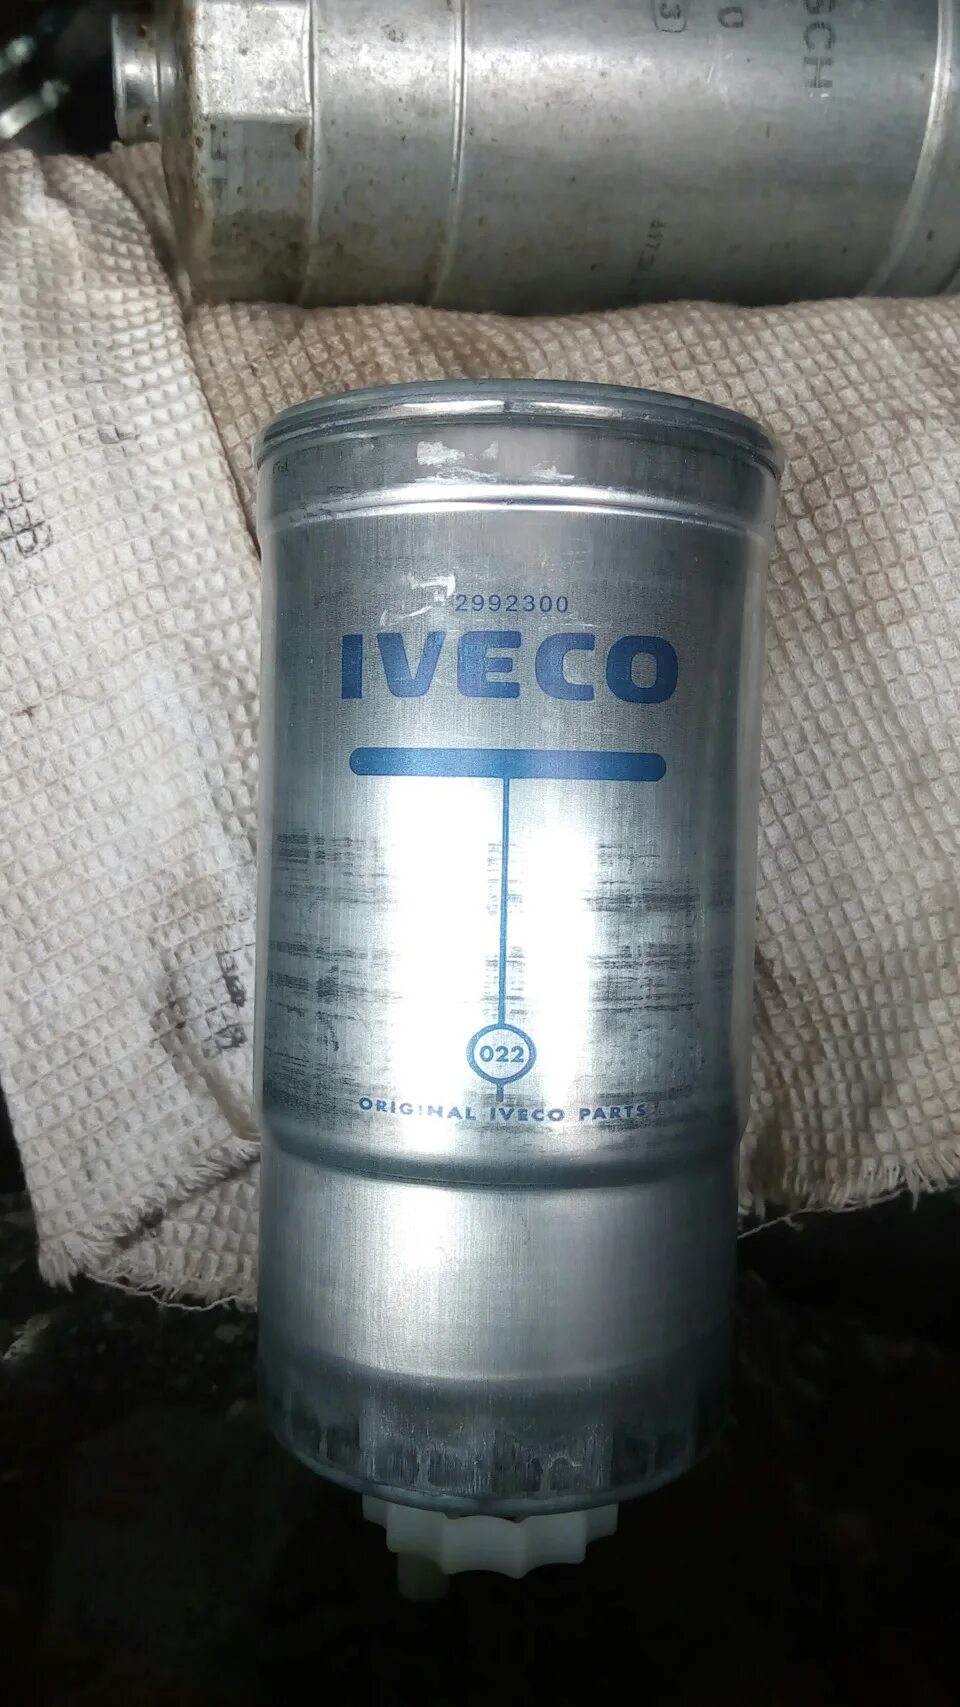 2992300
IVECO
022
ORIGINAL IVECO PARTS